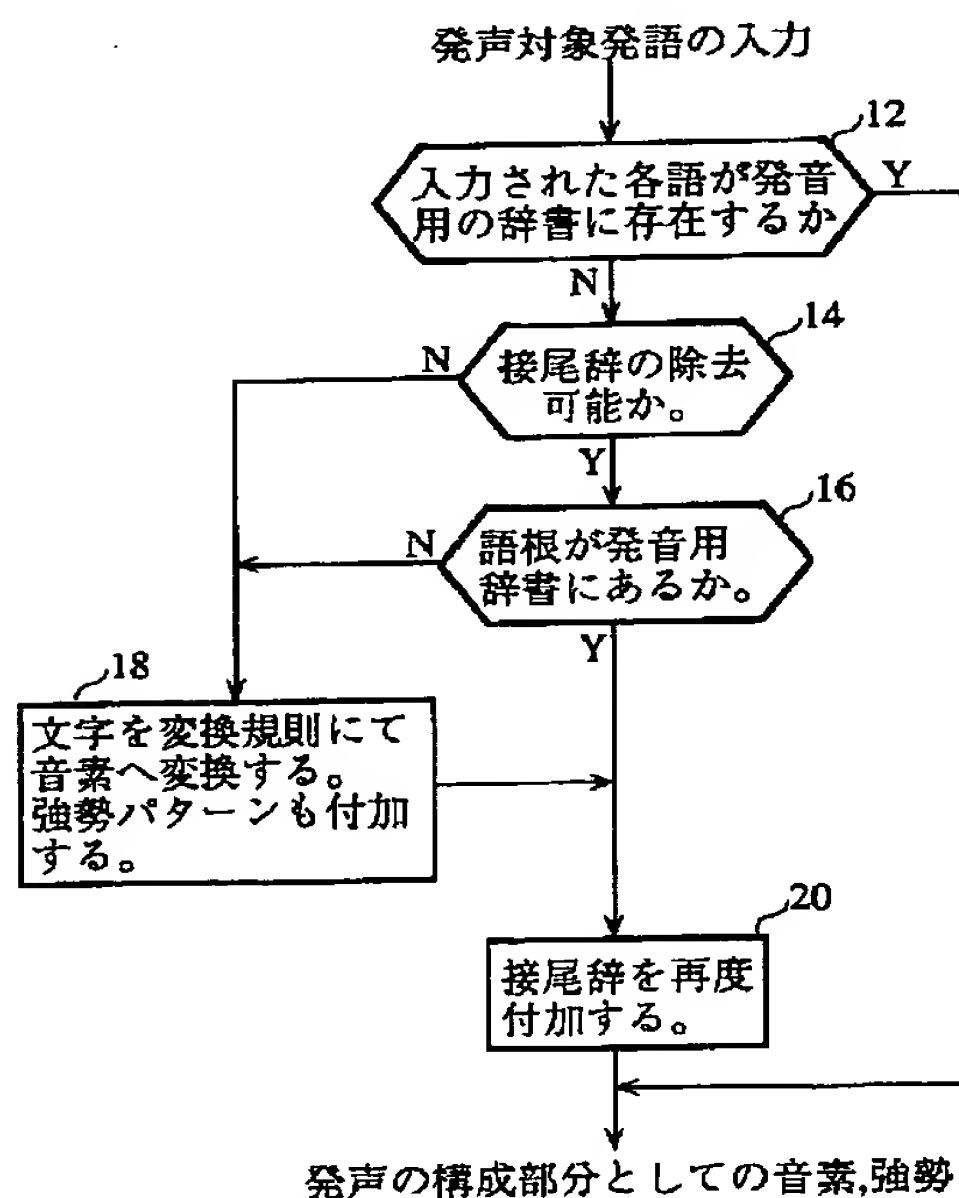 発声対象発語の入力
12
入力された各語が発音
用の辞書に存在するか
Y
N
14
接尾辞の除去
可能か。
N
Y
16
語根が発音用
辞書にあるか。
N
Y
18
文字を変換規則にて
音素へ変換する。
強勢パターンも付加
する。
20
接尾辞を再度
付加する。
発声の構成部分としての音素,強勢